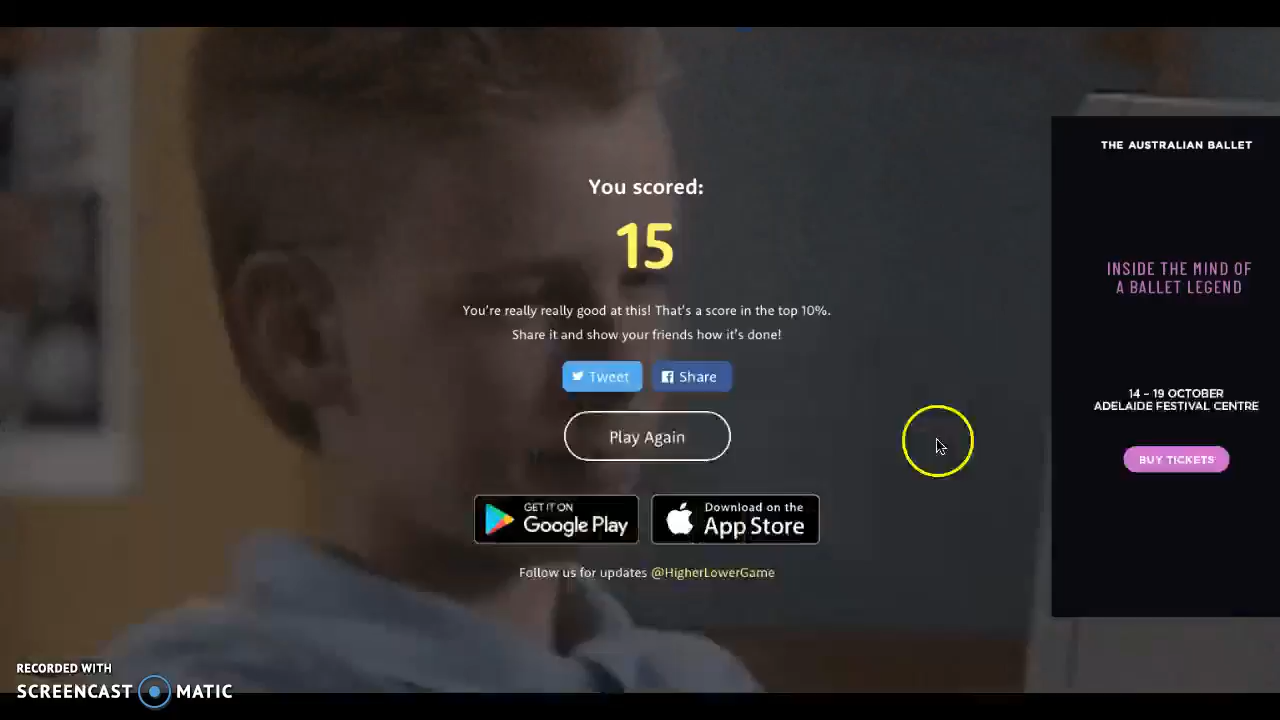 You scored:
15
You're really really good at this! That's a score in the top 10%.
Share it and show your friends how it's done!
Tweet
Share
Play Again
GET IT ON
Google Play
Download on the
App Store
Follow us for updates @HigherLowerGame
THE AUSTRALIAN BALLET
INSIDE THE MIND OF
A BALLET LEGEND
14 – 19 OCTOBER
ADELAIDE FESTIVAL CENTRE
BUY TICKETS
RECORDED WITH
SCREENCAST MATIC